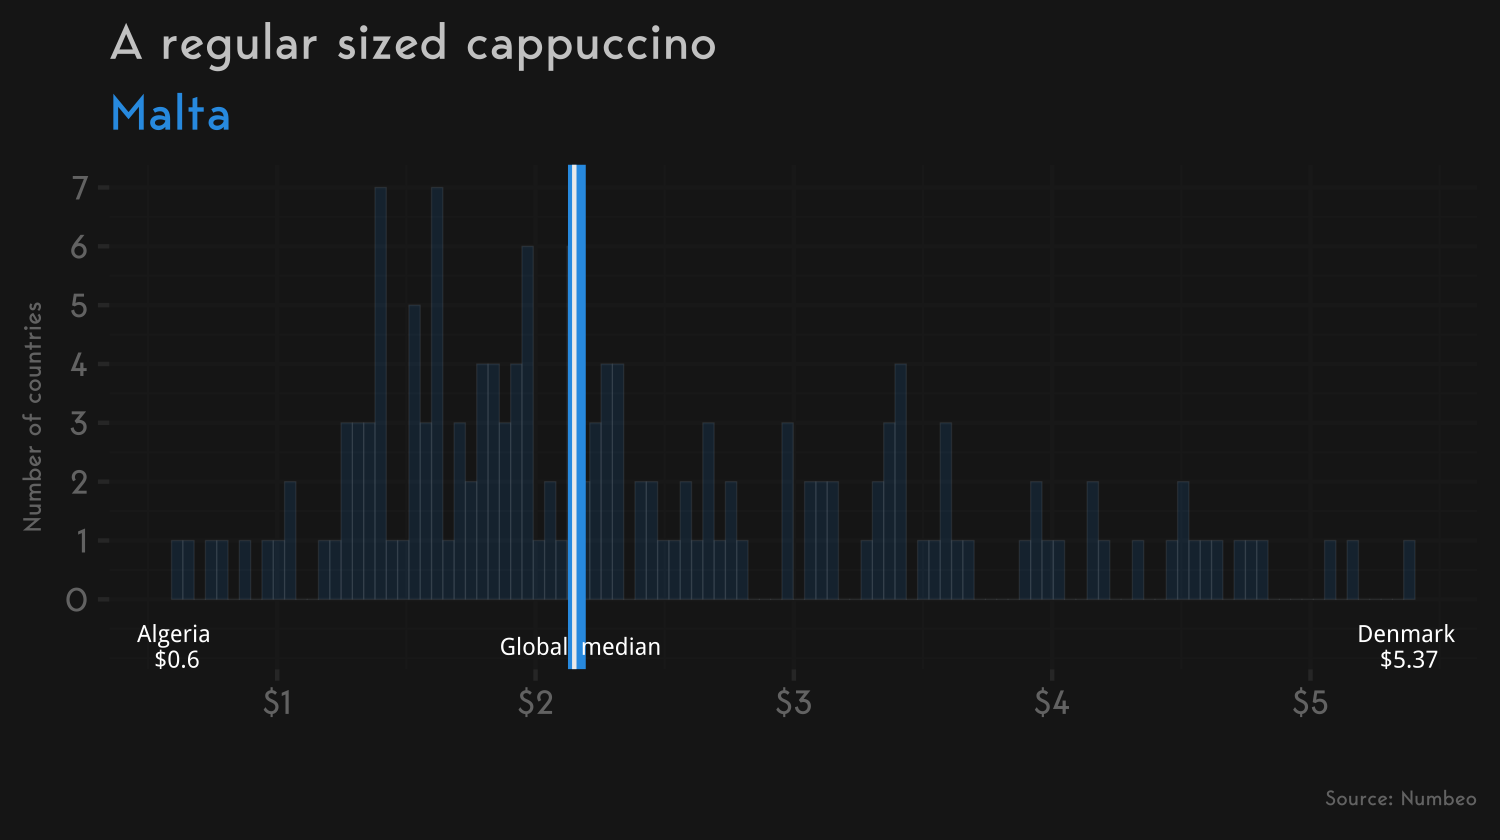 A regular sized cappuccino
Malta
Number of countries
7
6
5
4
3
2
1
0
Algeria
$0.6
Global median
Denmark
$5.37
$1 $2 $3 $4 $5
Source: Numbeo